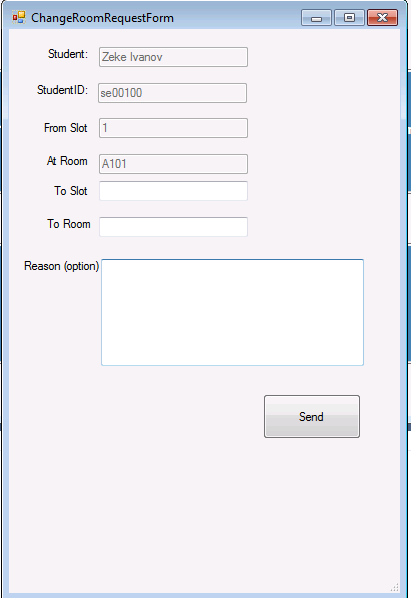 ChangeRoomRequestForm
Student: Zeke Ivanov
StudentID: se00100
From Slot 1
At Room A101
To Slot
To Room
Reason (option)
Send